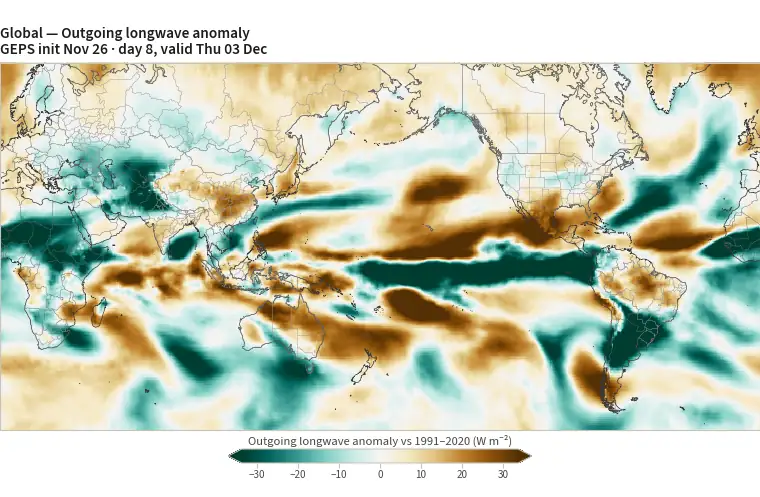 Global — Outgoing longwave anomaly
GEPS init Nov 26 · day 8, valid Thu 03 Dec
Outgoing longwave anomaly vs 1991–2020 (W m⁻²)
−30 −20 −10 0 10 20 30